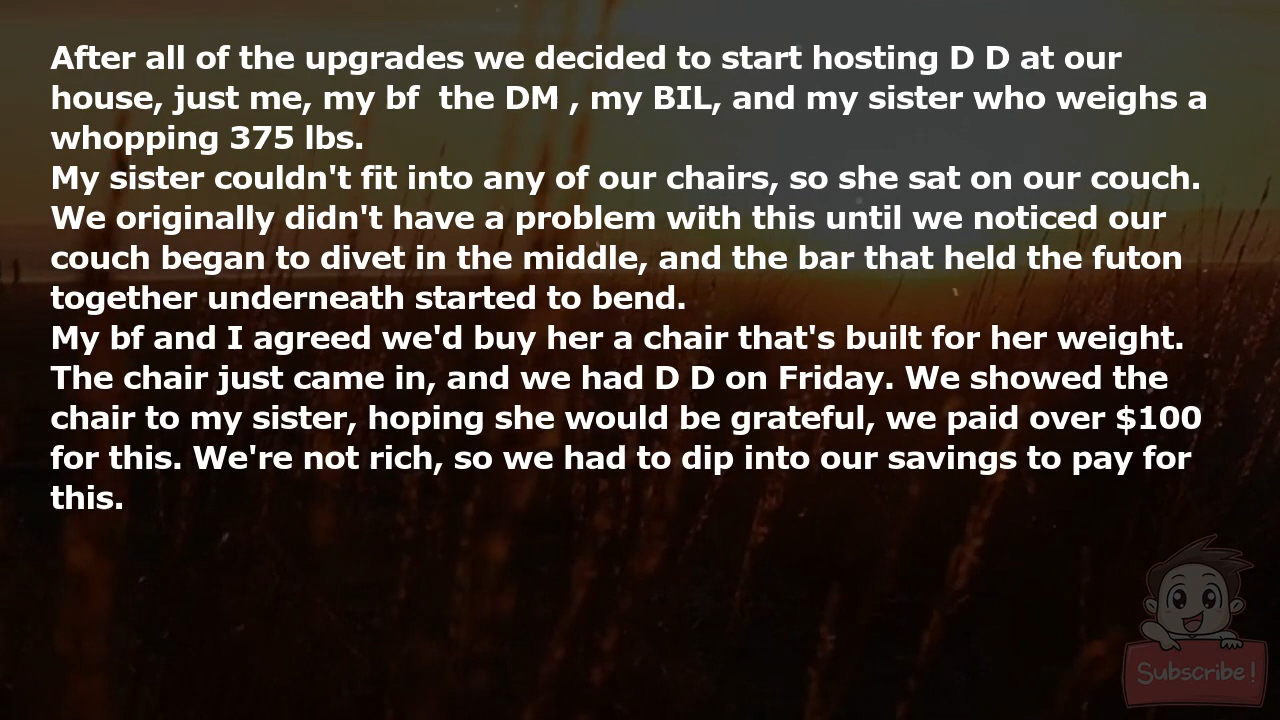 After all of the upgrades we decided to start hosting D D at our
house, just me, my bf  the DM , my BIL, and my sister who weighs a
whopping 375 lbs.
My sister couldn't fit into any of our chairs, so she sat on our couch.
We originally didn't have a problem with this until we noticed our
couch began to divet in the middle, and the bar that held the futon
together underneath started to bend.
My bf and I agreed we'd buy her a chair that's built for her weight.
The chair just came in, and we had D D on Friday. We showed the
chair to my sister, hoping she would be grateful, we paid over $100
for this. We're not rich, so we had to dip into our savings to pay for
this.
Subscribe!